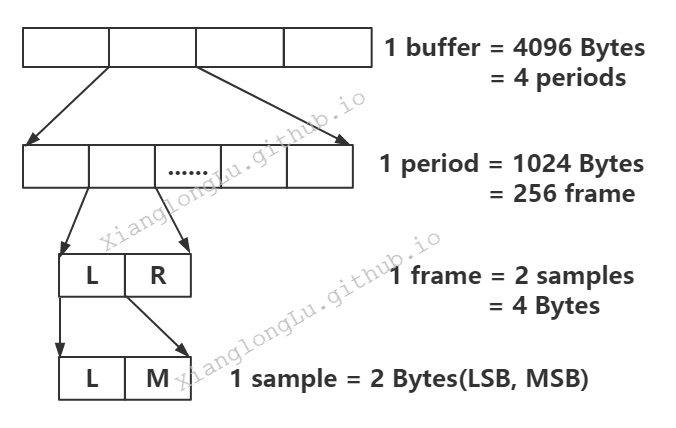 1 buffer = 4096 Bytes
= 4 periods
XianglongLu.github.io
......
1 period = 1024 Bytes
= 256 frame
L R
1 frame = 2 samples
= 4 Bytes
XianglongLu.github.io
L M
1 sample = 2 Bytes(LSB, MSB)